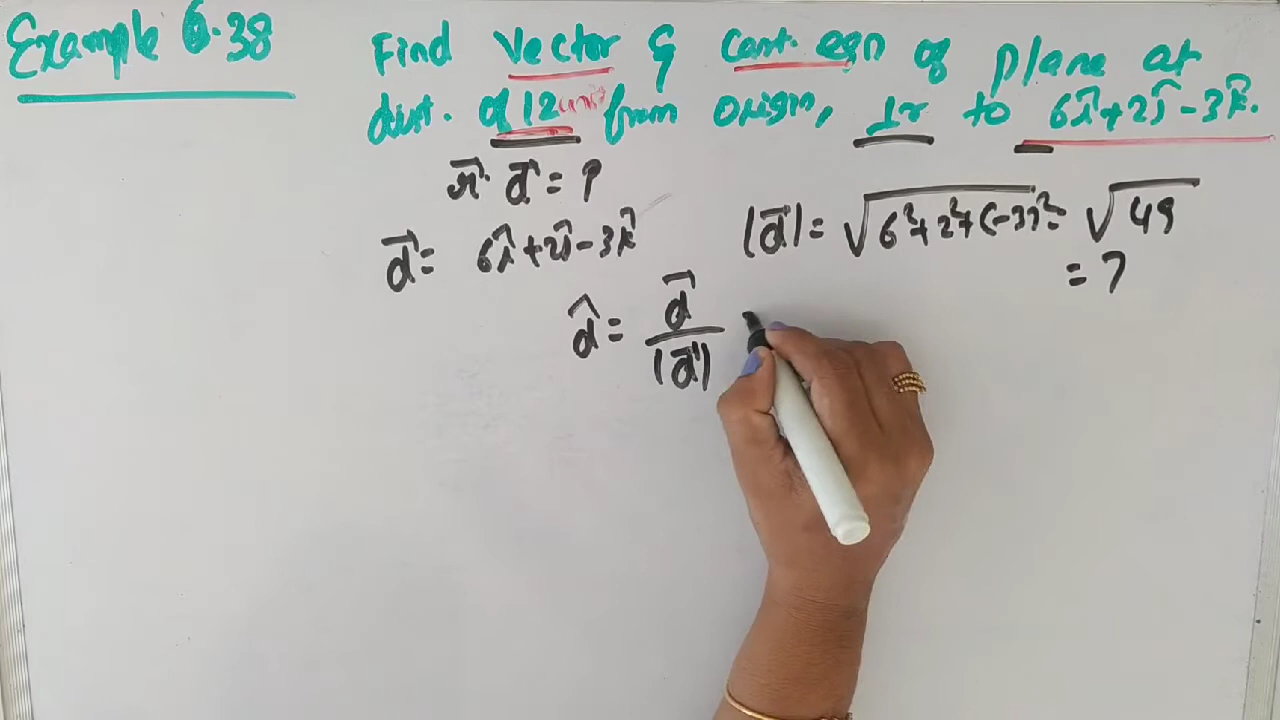 Example 6.38
Find Vector & Cart. eqn of plane at
dist. of 12 units from origin, ⊥r to 6î+2ĵ-3k̂.
r⃗. d⃗ = p
d⃗ = 6î+2ĵ-3k̂
|d⃗| = √6²+2²+(-3)² = √49
= 7
d̂ = d⃗/|d⃗|